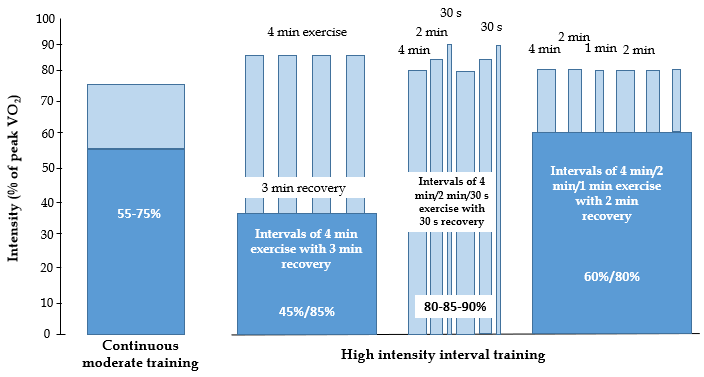 Intensity (% of peak VO₂)
100
90
80
70
60
50
40
30
20
10
0
55-75%
Continuous
moderate training
4 min exercise
3 min recovery
Intervals of 4 min
exercise with 3 min
recovery
45%/85%
4 min
2 min
30 s
30 s
Intervals of 4
min/2 min/30 s
exercise with
30 s recovery
80-85-90%
4 min
2 min
1 min
2 min
Intervals of 4 min/2
min/1 min exercise
with 2 min
recovery
60%/80%
High intensity interval training